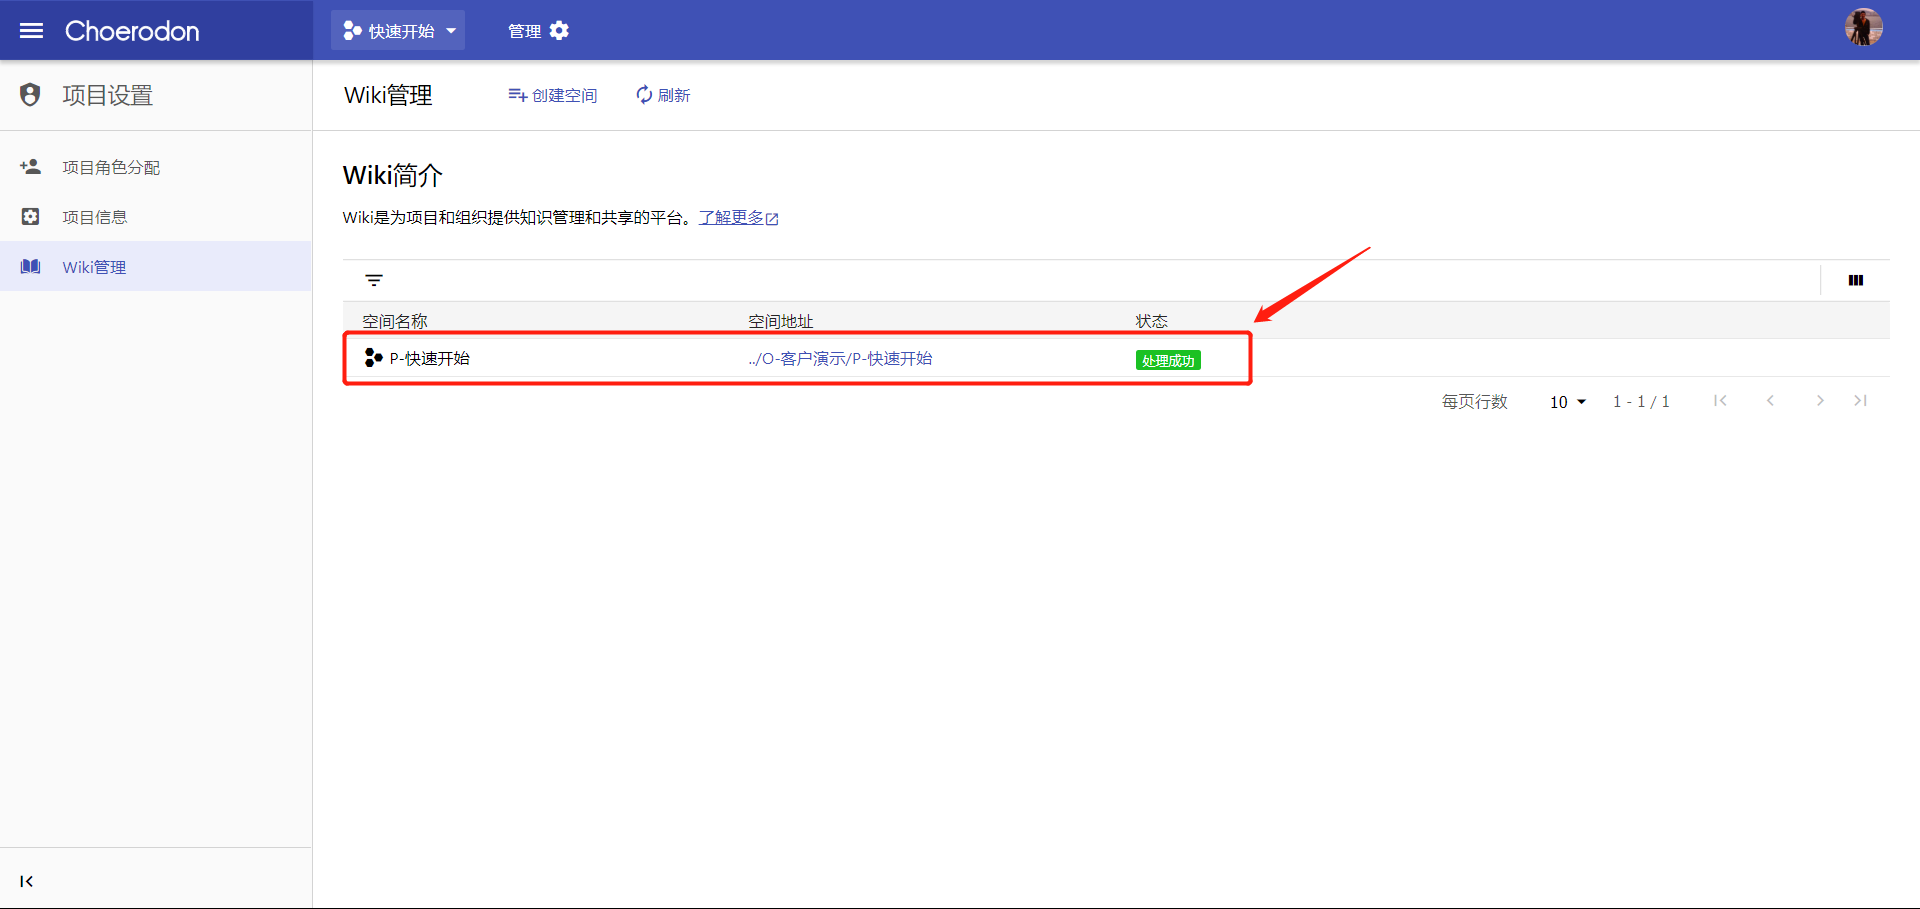 Choerodon
快速开始
管理
项目设置
Wiki管理
创建空间
刷新
项目角色分配
项目信息
Wiki管理
Wiki简介
Wiki是为项目和组织提供知识管理和共享的平台。了解更多
空间名称 空间地址 状态
P-快速开始 ../O-客户演示/P-快速开始 处理成功
每页行数 10 1 - 1 / 1